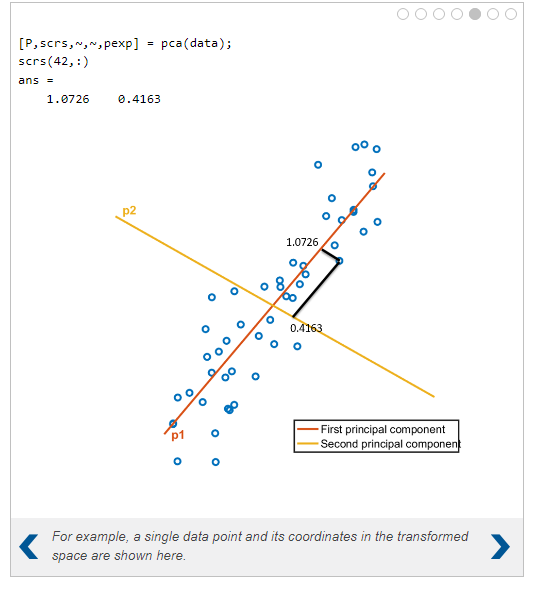 [P,scrs,~,~,pexp] = pca(data);
scrs(42,:)
ans =
1.0726 0.4163
p2
1.0726
0.4163
p1
First principal component
Second principal component
For example, a single data point and its coordinates in the transformed
space are shown here.